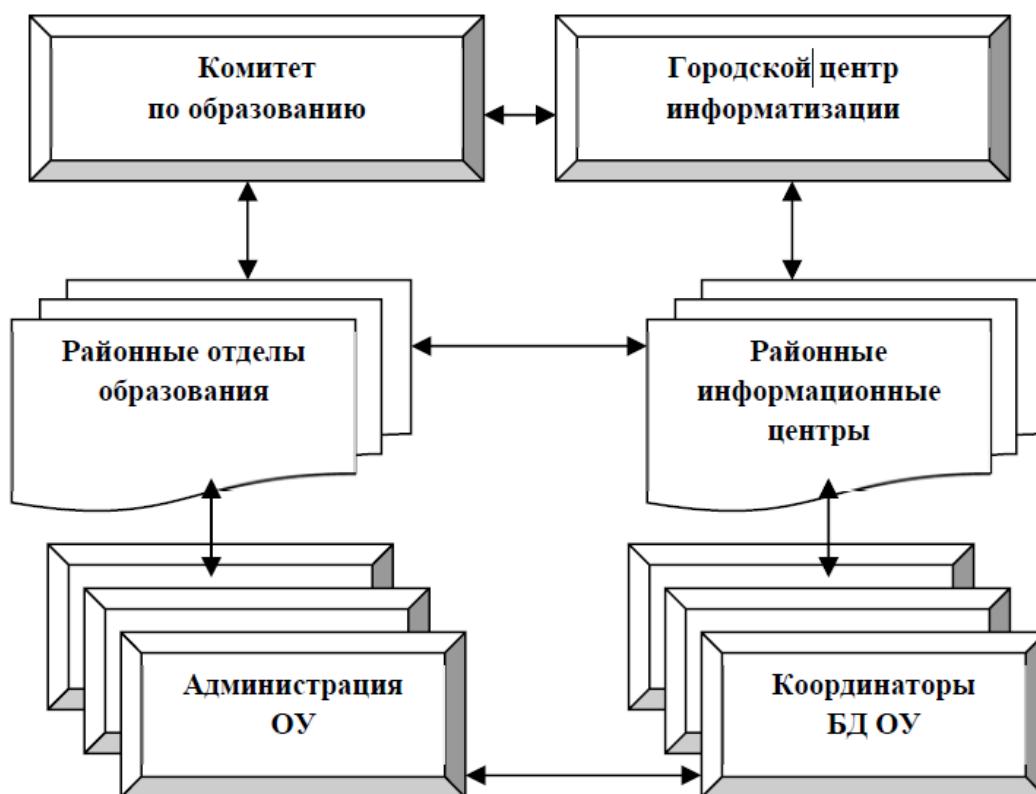 Комитет
по образованию
Городской центр
информатизации
Районные отделы
образования
Районные
информационные
центры
Администрация
ОУ
Координаторы
БД ОУ